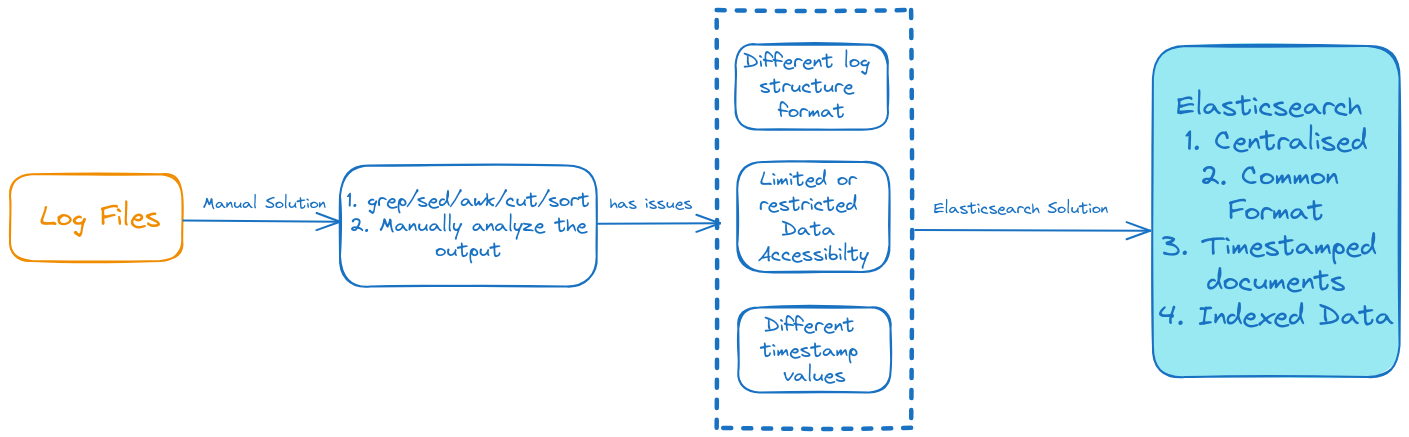 Log Files
Manual Solution
1. grep/sed/awk/cut/sort
2. Manually analyze the
output
has issues
Different log
structure
format
Limited or
restricted
Data
Accessibilty
Different
timestamp
values
Elasticsearch Solution
Elasticsearch
1. Centralised
2. Common
Format
3. Timestamped
documents
4. Indexed Data